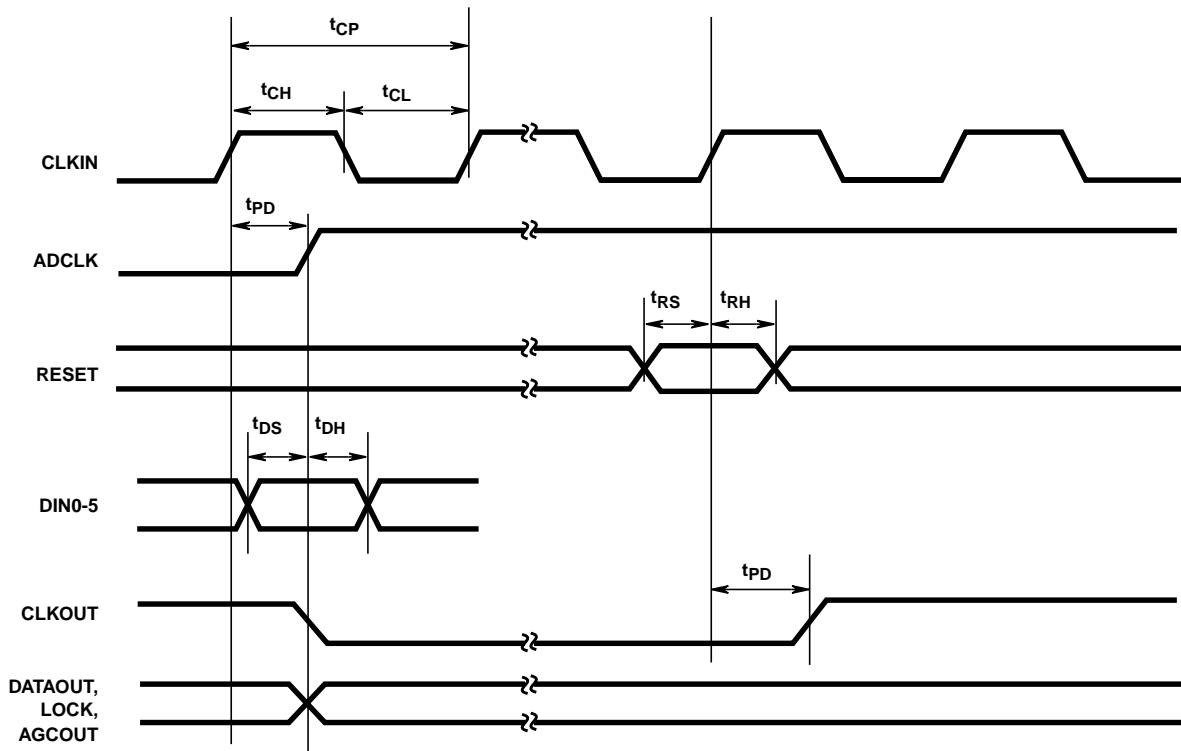 tCP
tCH
tCL
CLKIN
tPD
ADCLK
tRS
tRH
RESET
tDS
tDH
DIN0-5
tPD
CLKOUT
DATAOUT,
LOCK,
AGCOUT